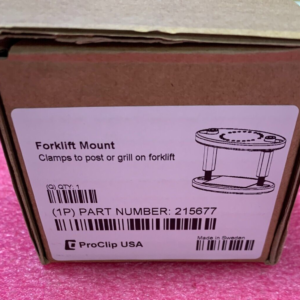 Forklift Mount
Clamps to post or grill on forklift
(Q) QTY: 1
(1P) PART NUMBER: 215677
ProClip USA
Made in Sweden